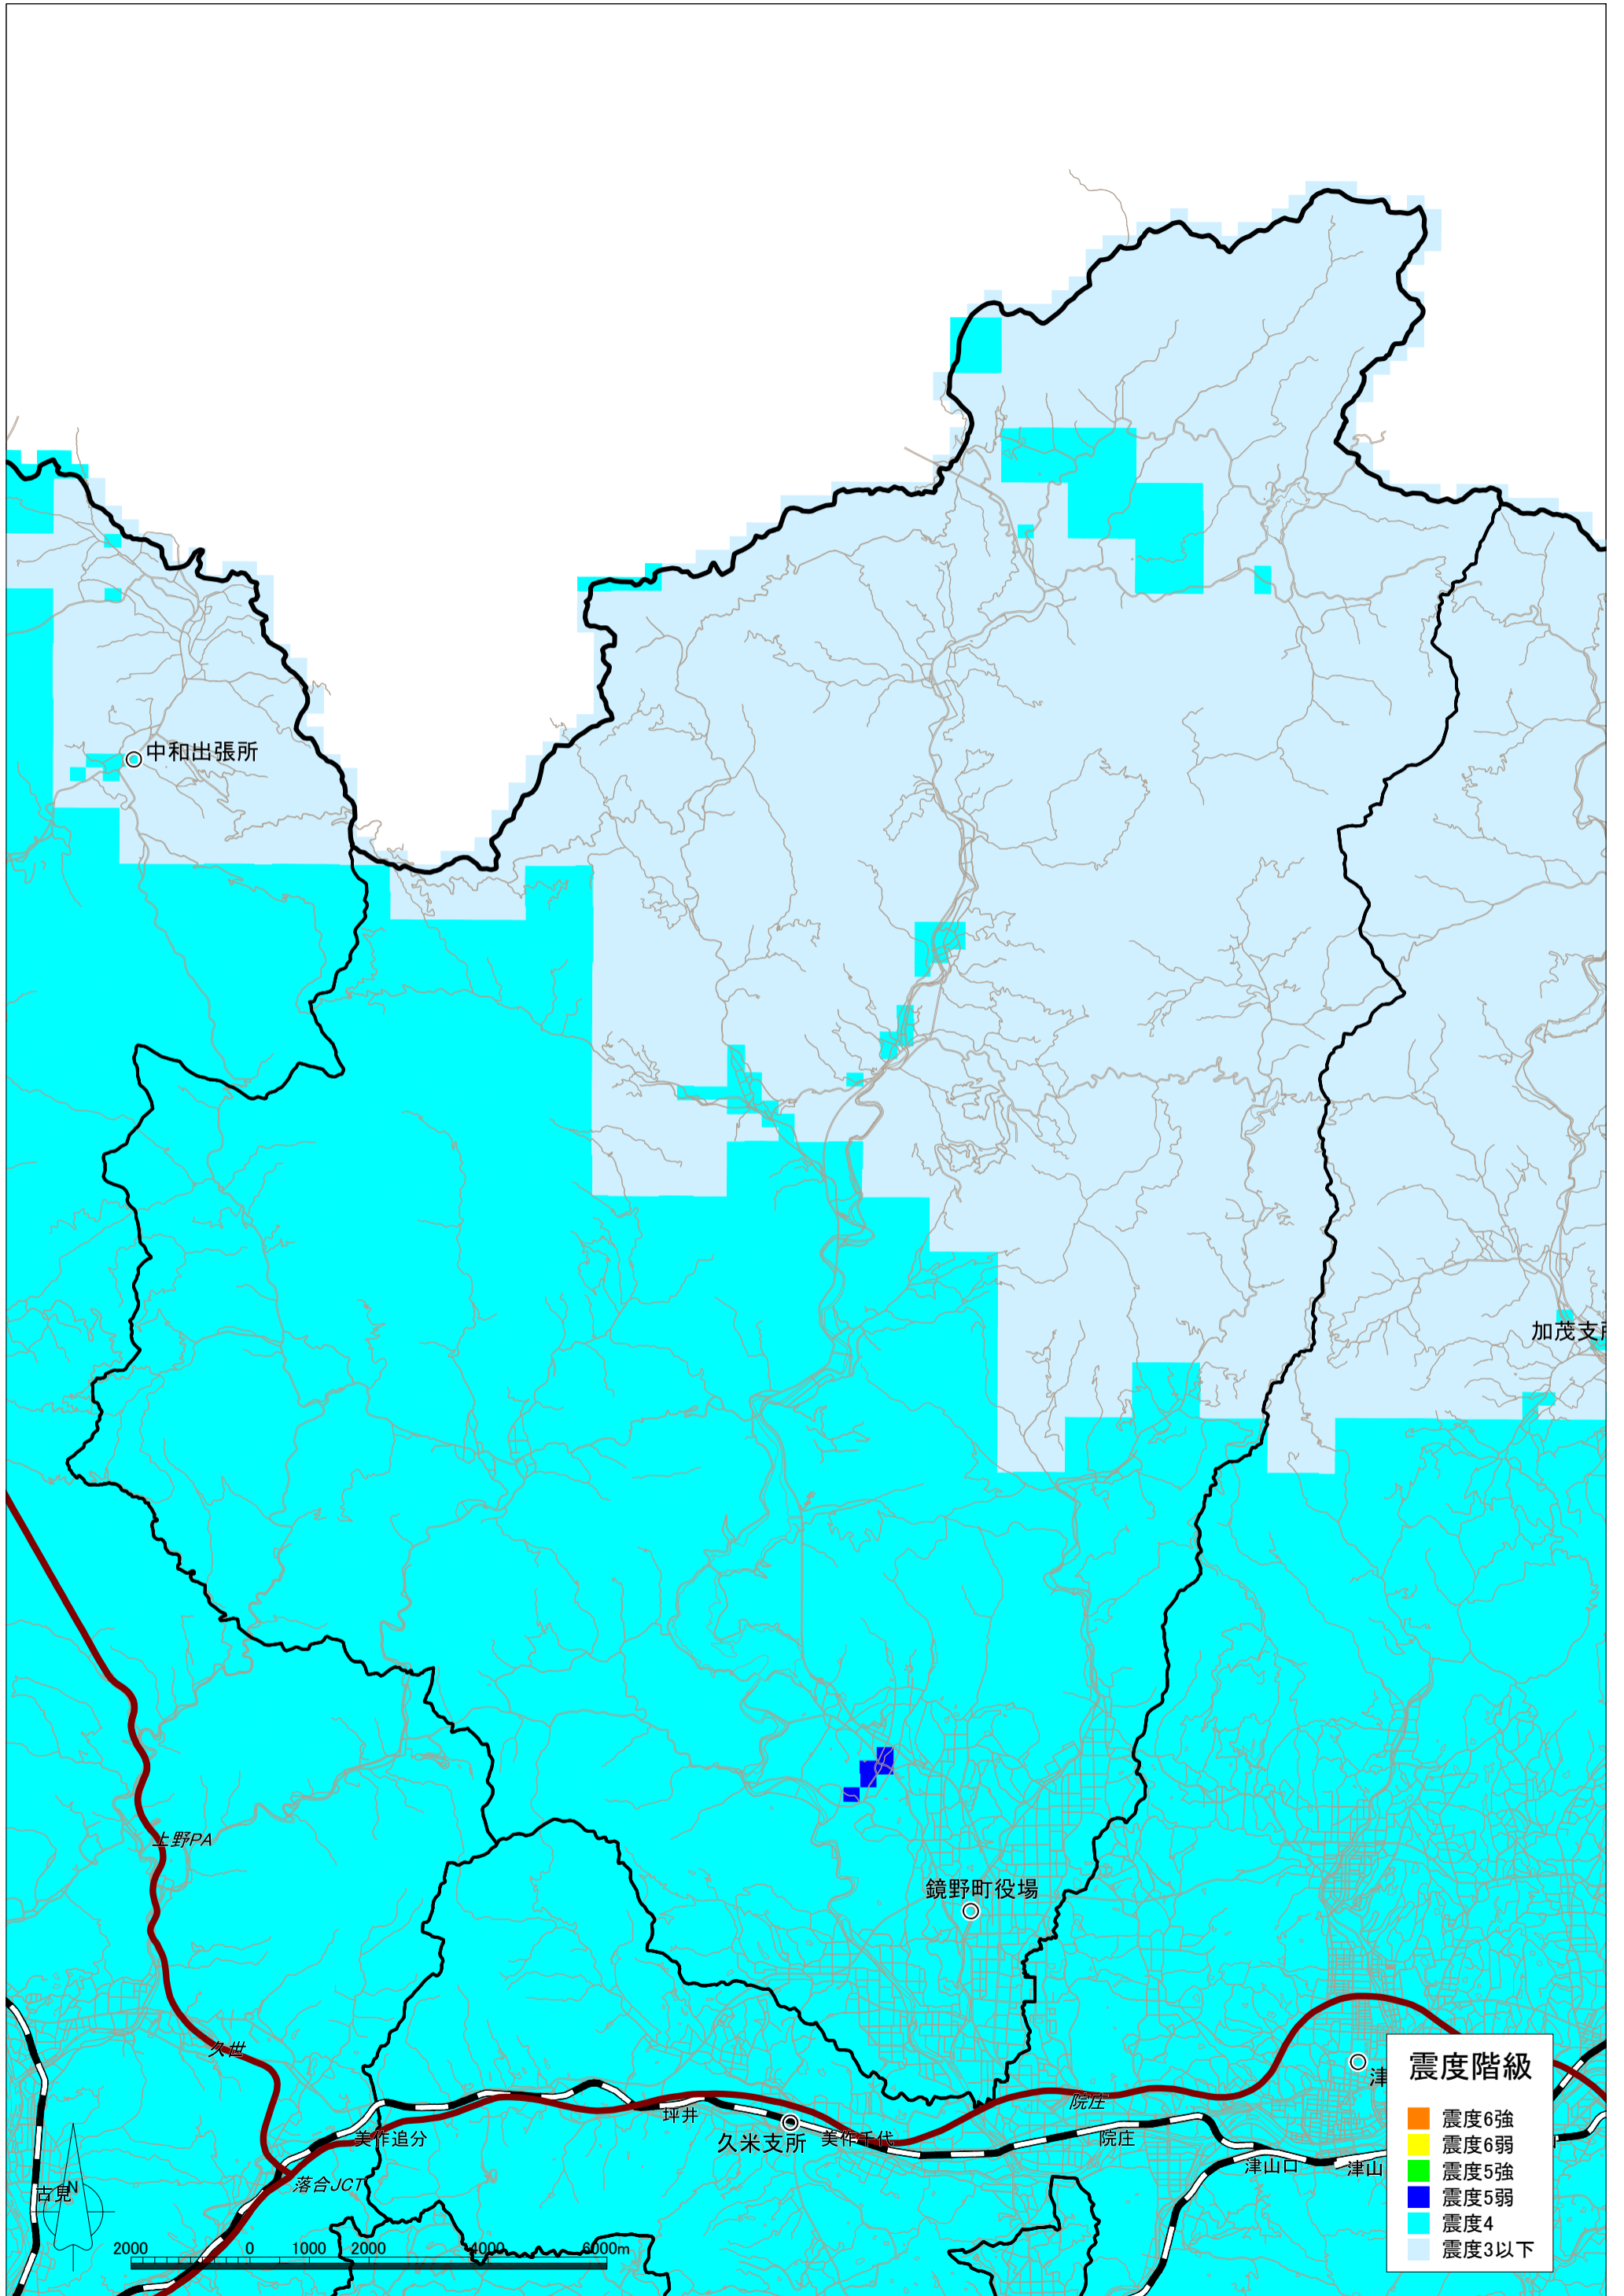 中和出張所
加茂支所
上野PA
鏡野町役場
久世
震度階級
津
院庄
震度6強
坪井
久米支所
美作千代
院庄
美作追分
震度6弱
津山口
津山
震度5強
落合JCT
古見
N
震度5弱
震度4
2000 0 1000 2000 4000 6000m
震度3以下